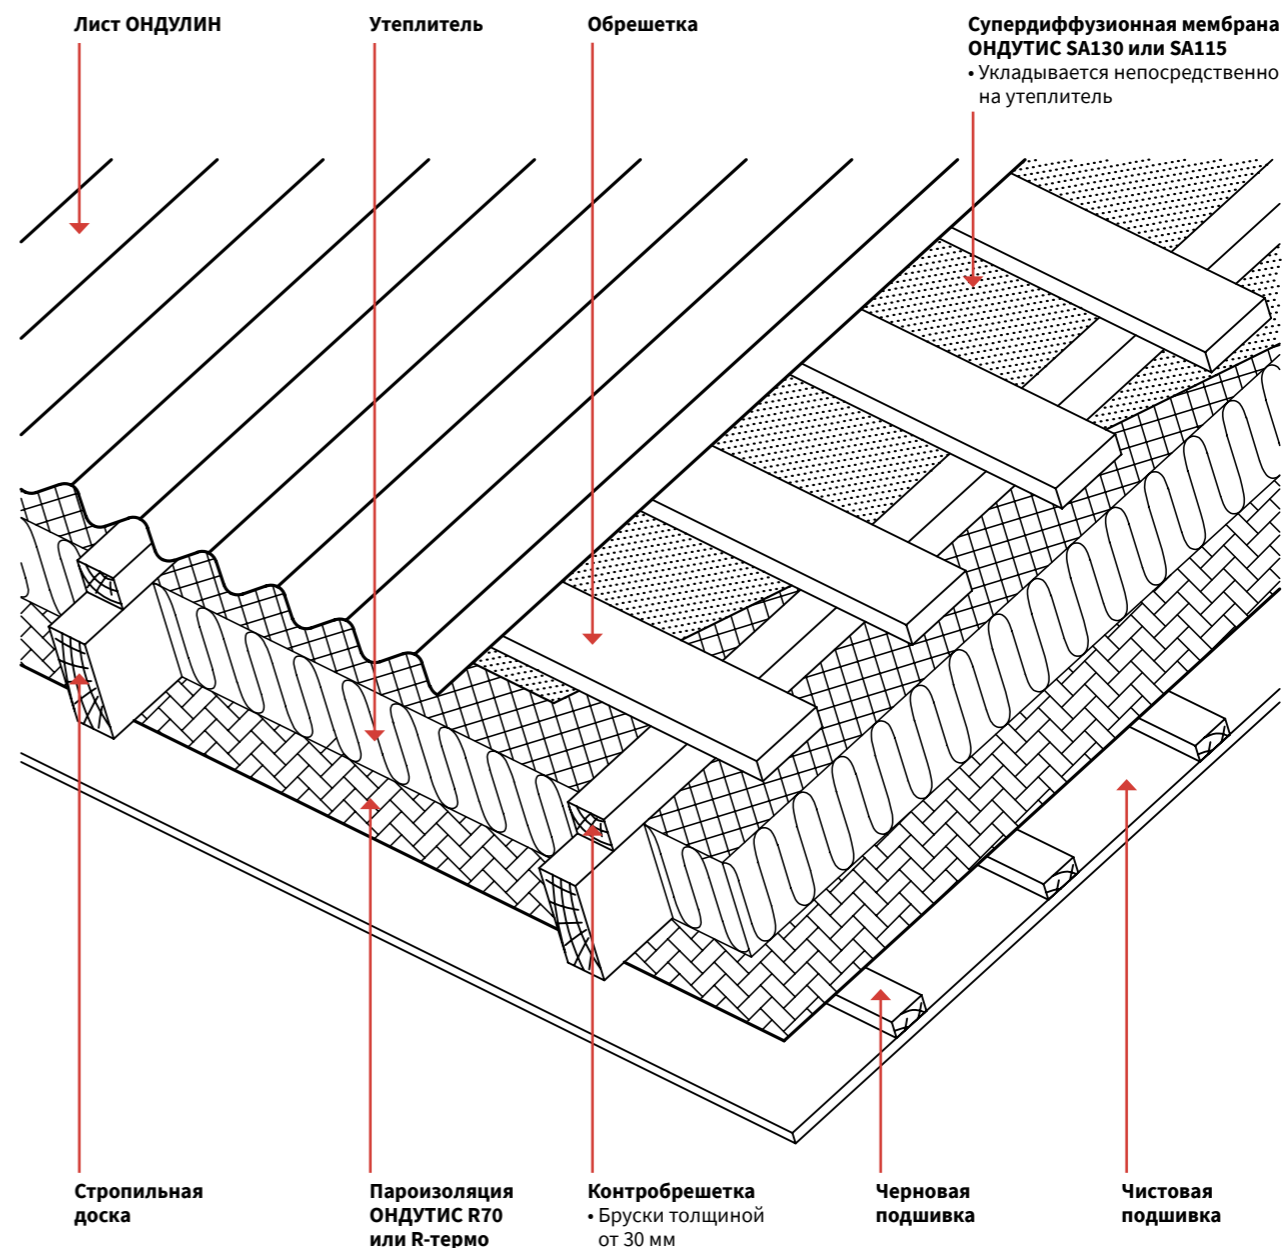 Лист ОНДУЛИН
Утеплитель
Обрешетка
Супердиффузионная мембрана
ОНДУТИС SA130 или SA115
• Укладывается непосредственно
на утеплитель
Стропильная
доска
Пароизоляция
ОНДУТИС R70
или R-термо
Контробрешетка
• Бруски толщиной
от 30 мм
Черновая
подшивка
Чистовая
подшивка